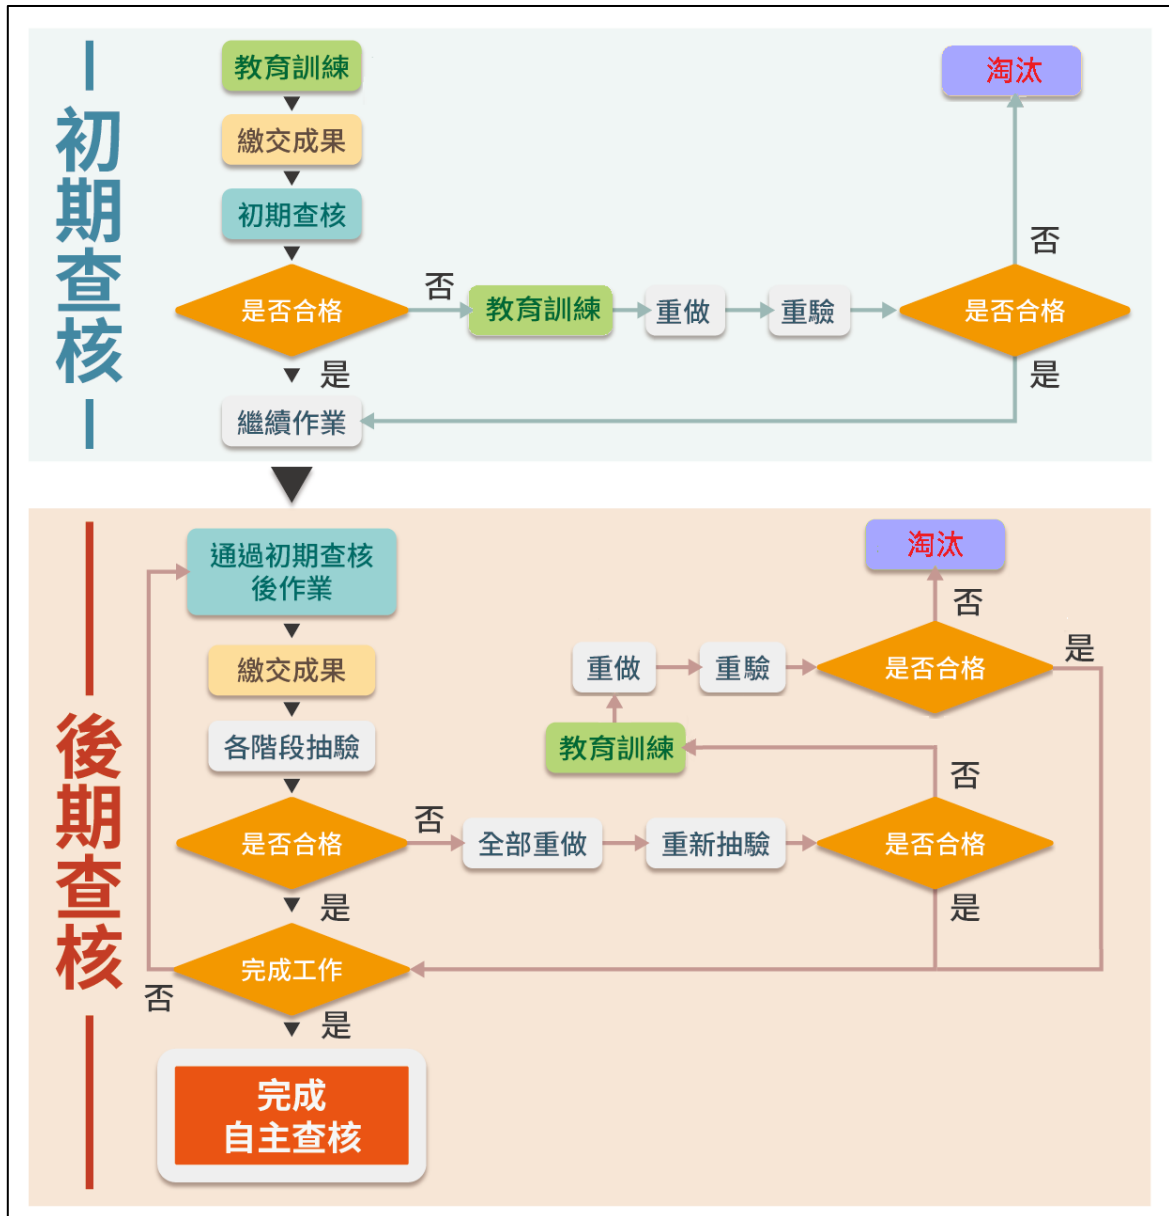 初期查核
教育訓練
淘汰
繳交成果
初期查核
否
是否合格
否
教育訓練
重做
重驗
是否合格
是
是
繼續作業
後期查核
通過初期查核
後作業
淘汰
否
繳交成果
重做
重驗
是否合格
是
各階段抽驗
教育訓練
否
是否合格
否
全部重做
重新抽驗
是否合格
是
是
完成工作
否
是
完成
自主查核